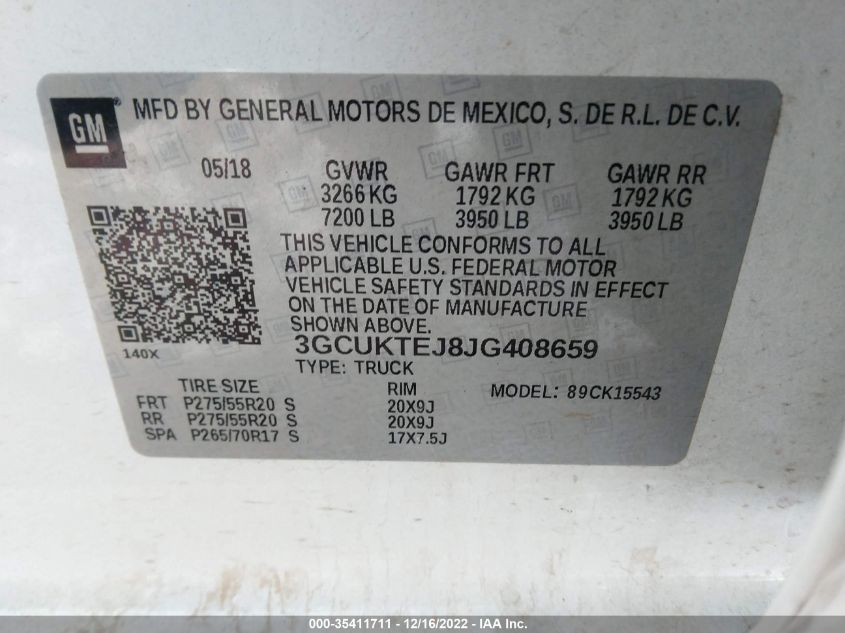 GM
MFD BY GENERAL MOTORS DE MEXICO, S. DE R.L. DE C.V.
05/18 GVWR GAWR FRT GAWR RR
3266 KG 1792 KG 1792 KG
7200 LB 3950 LB 3950 LB
THIS VEHICLE CONFORMS TO ALL
APPLICABLE U.S. FEDERAL MOTOR
VEHICLE SAFETY STANDARDS IN EFFECT
ON THE DATE OF MANUFACTURE
SHOWN ABOVE.
140X
3GCUKTEJ8JG408659
TYPE: TRUCK
TIRE SIZE RIM MODEL: 89CK15543
FRT P275/55R20 S 20X9J
RR P275/55R20 S 20X9J
SPA P265/70R17 S 17X7.5J
000-35411711 - 12/16/2022 - IAA Inc.